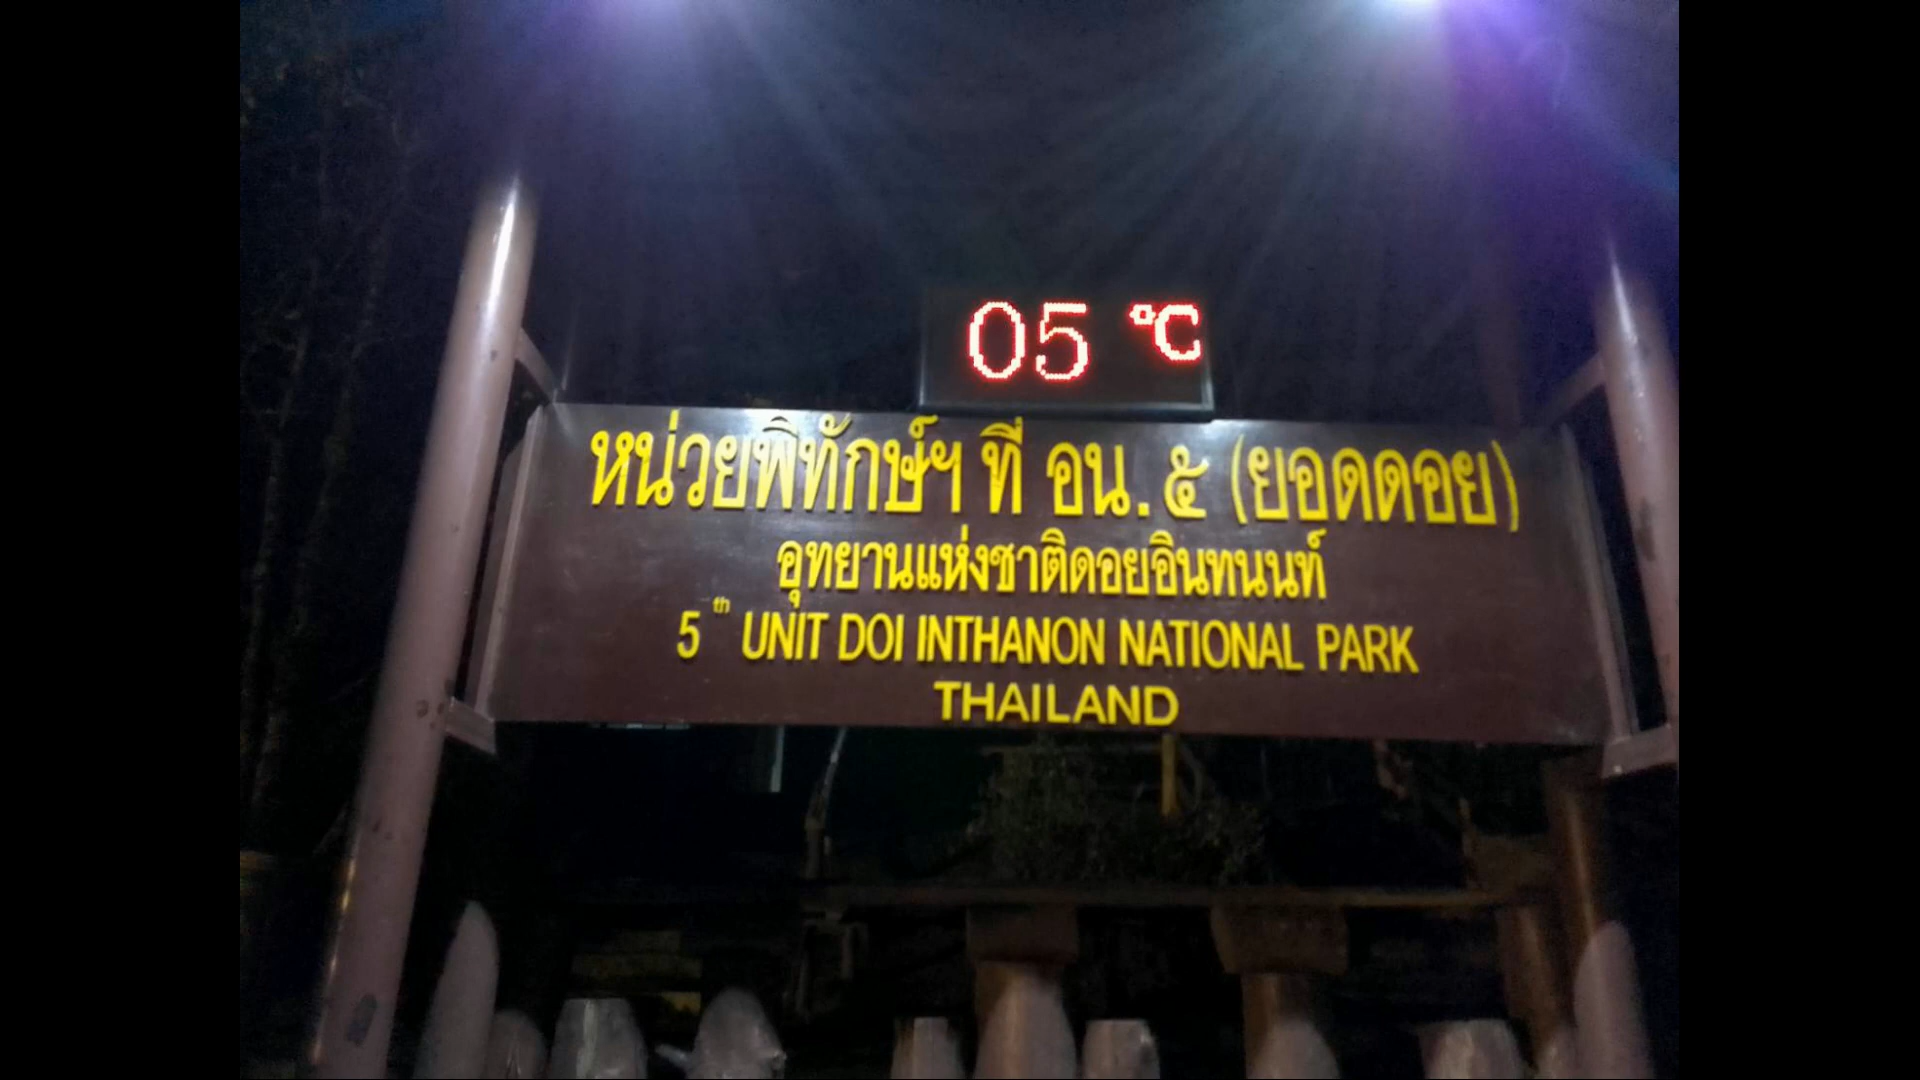 05 °C
หน่วยพิทักษ์ฯ ที่ อน. ๕ (ยอดดอย)
อุทยานแห่งชาติดอยอินทนนท์
5th UNIT DOI INTHANON NATIONAL PARK
THAILAND